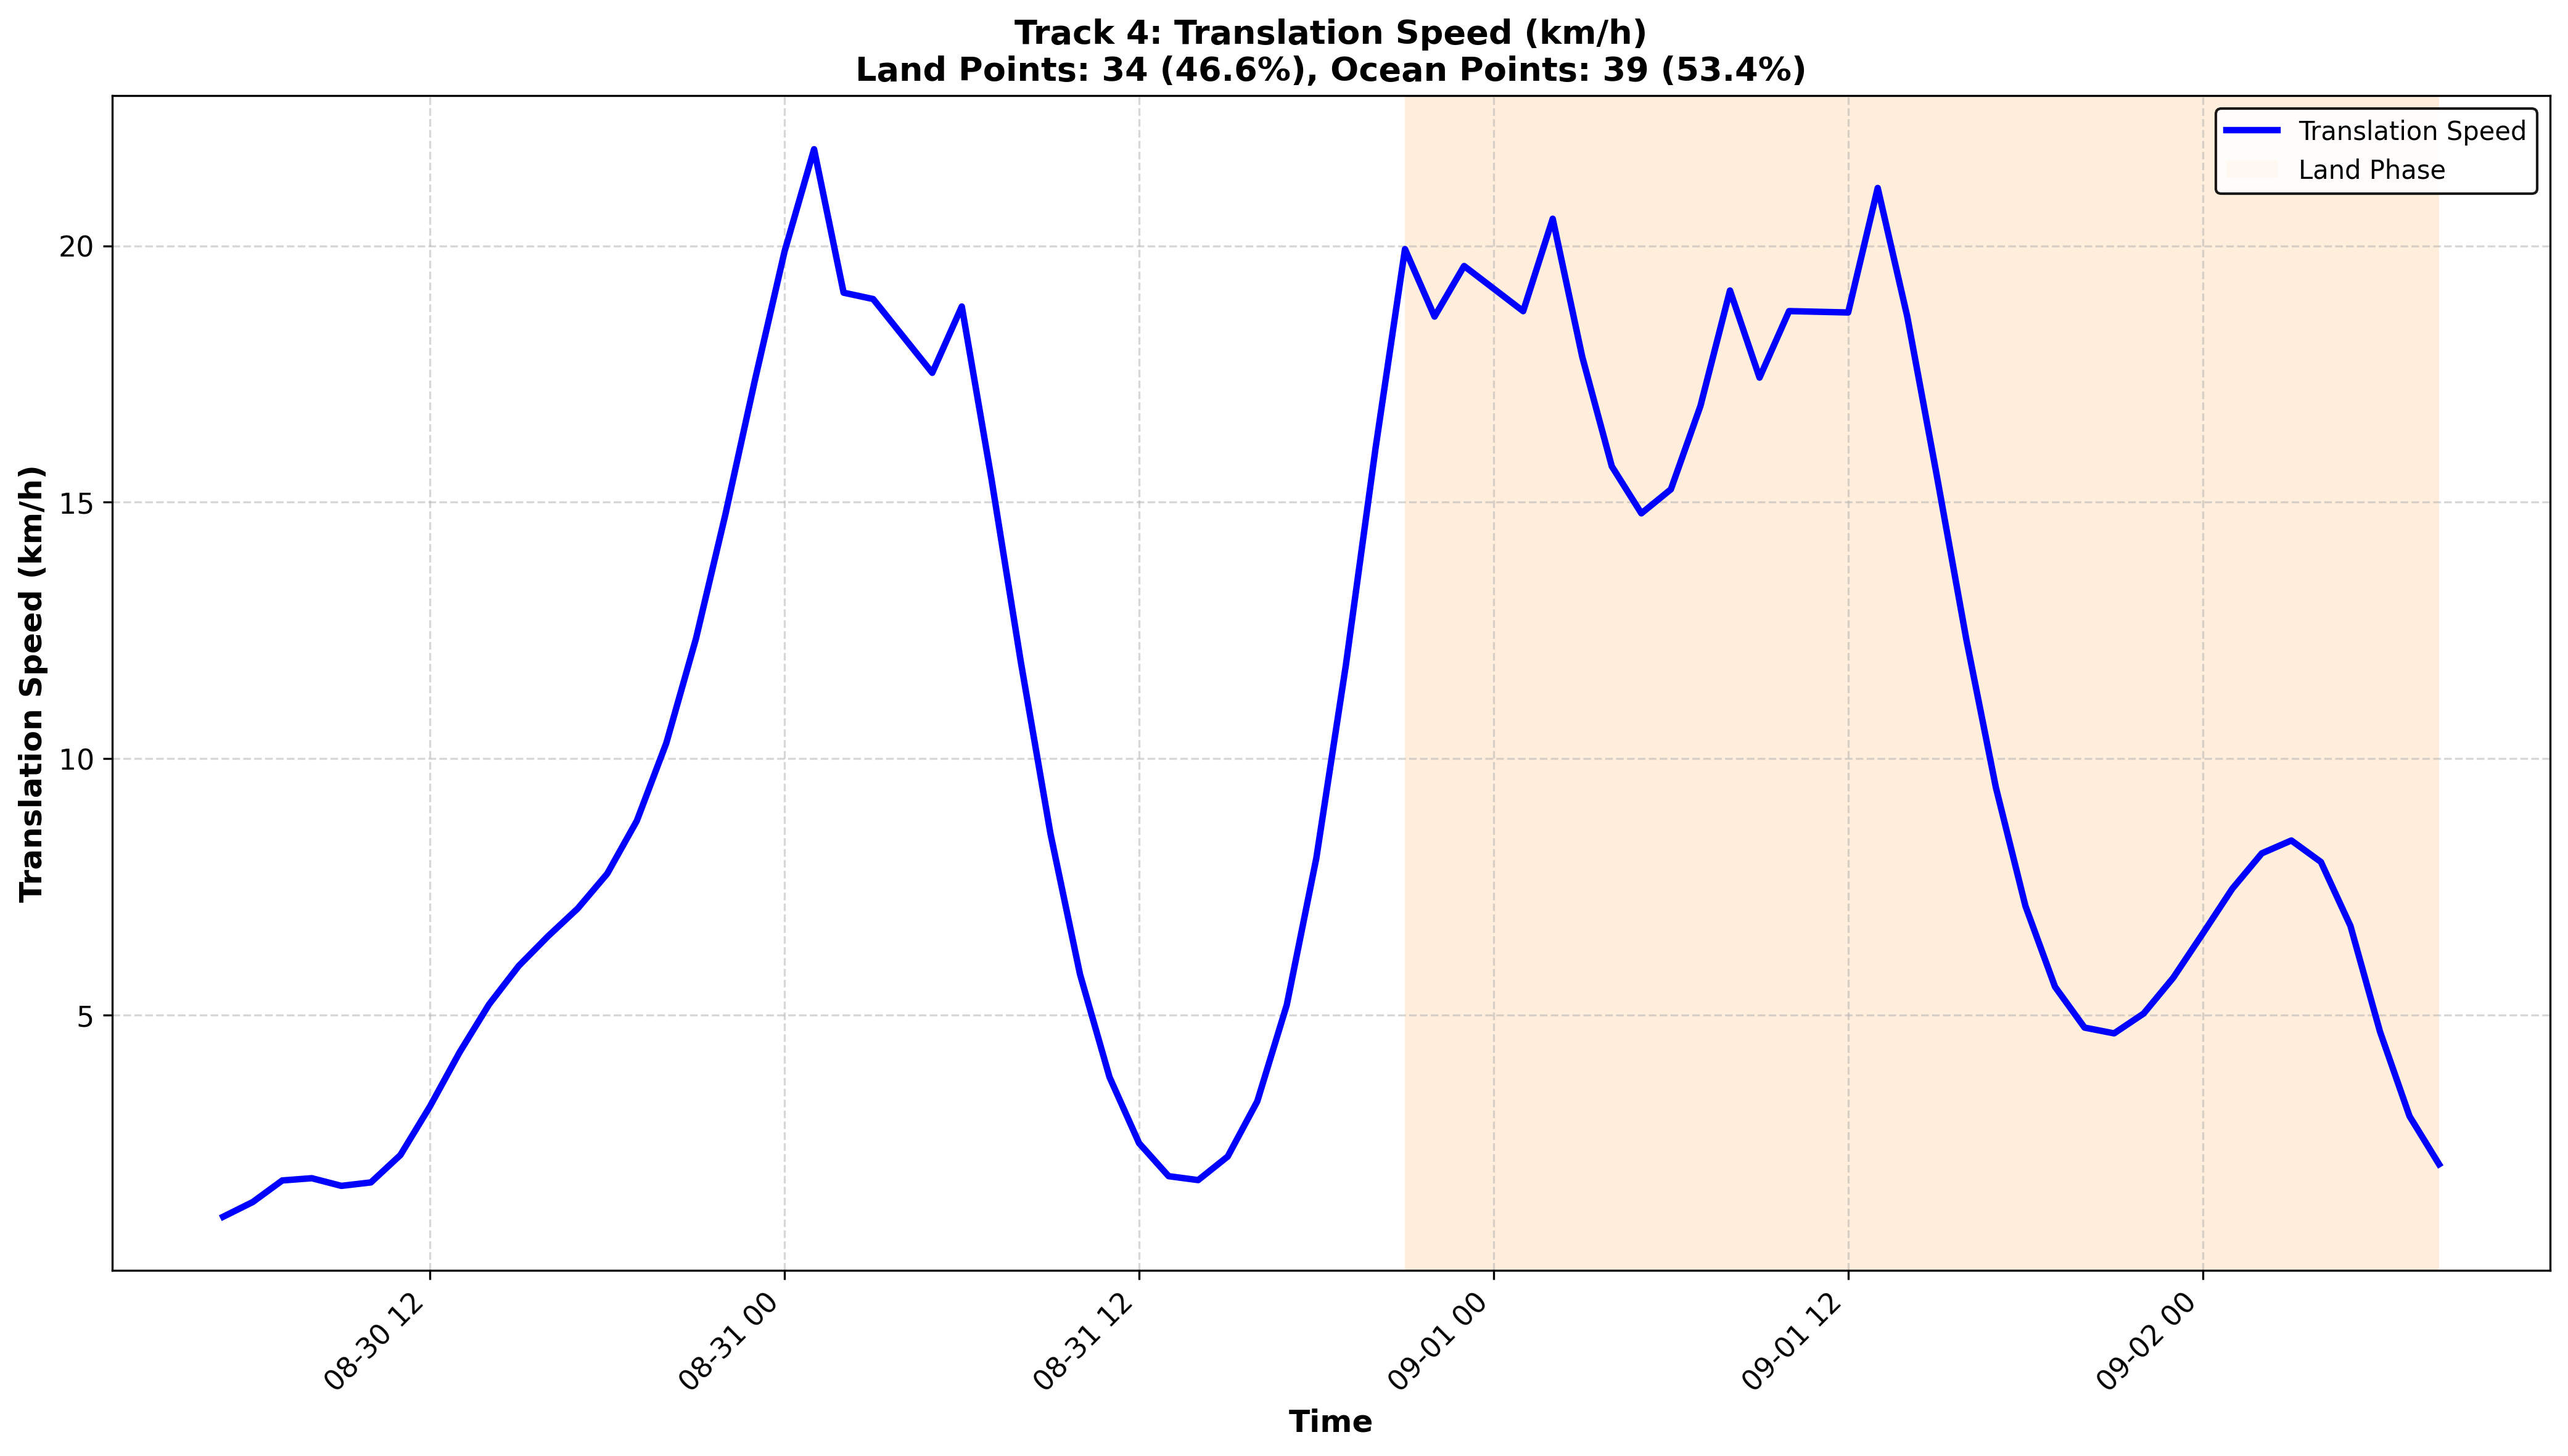 Track 4: Translation Speed (km/h)
Land Points: 34 (46.6%), Ocean Points: 39 (53.4%)
Translation Speed
Land Phase
Translation Speed (km/h)
20
15
10
5
08-30 12
08-31 00
08-31 12
09-01 00
09-01 12
09-02 00
Time